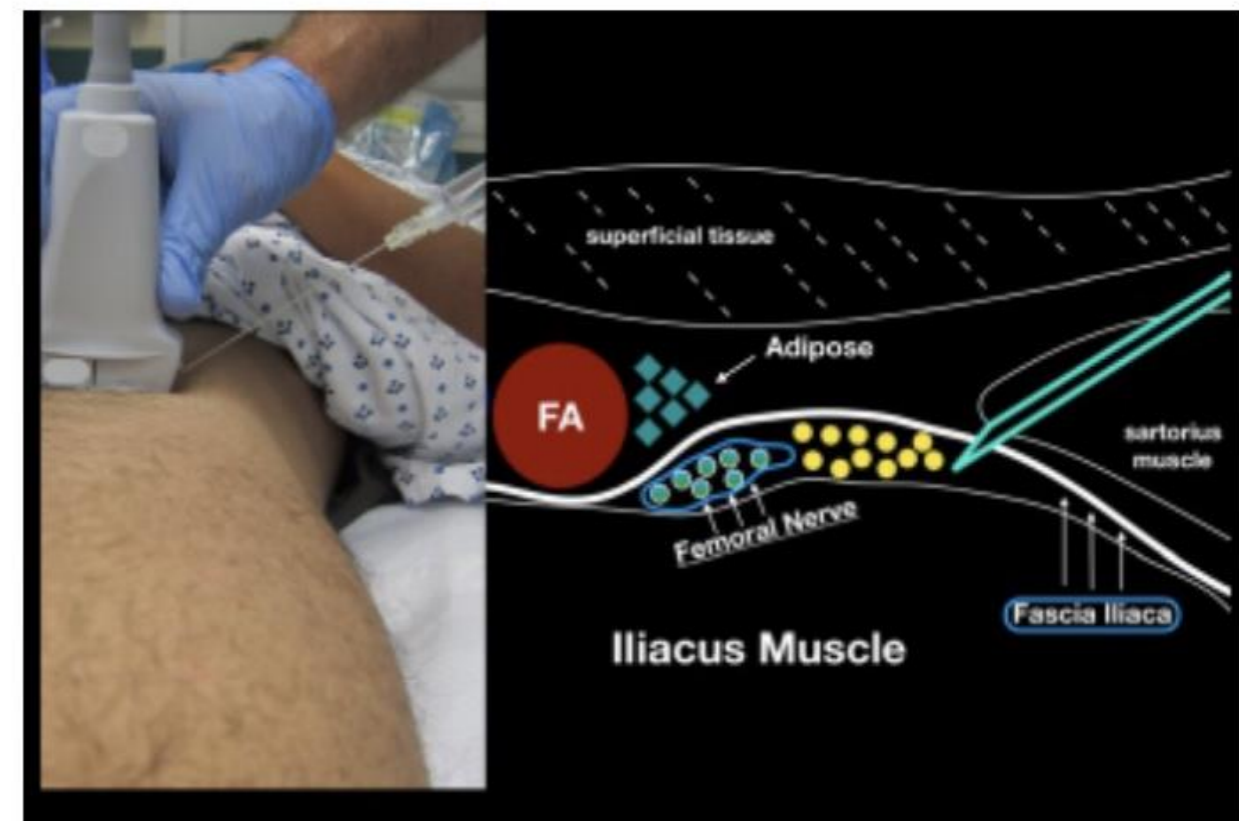 superficial tissue
Adipose
FA
sartorius
muscle
Femoral Nerve
Fascia Iliaca
Iliacus Muscle